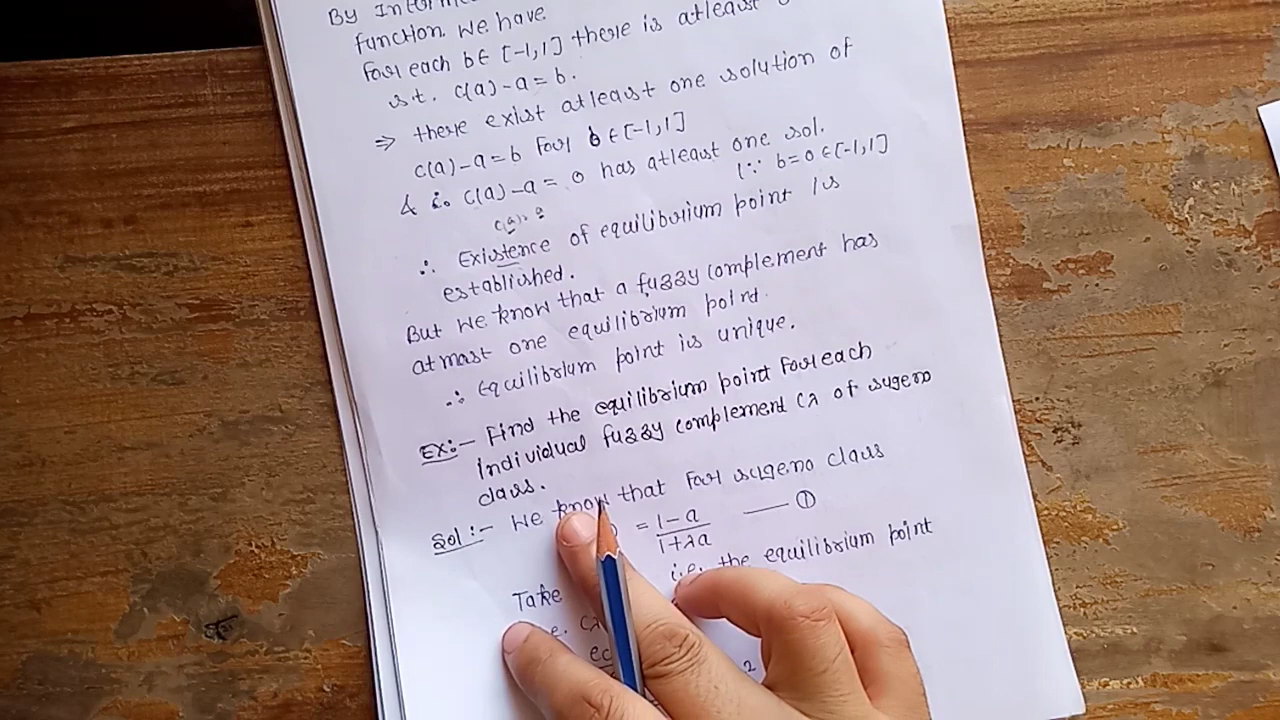 By
function. we have
For each b∈ [-1,1] there is atleast
s.t. c(a)-a=b.
⇒ there exist atleast one solution of
c(a)-a=b for b∈[-1,1]
& ∴ c(a)-a= 0 has atleast one sol.
(∵ b=0 ∈[-1,1]
∴ Existence of equilibrium point is
established.
But we know that a fuzzy complement has
atmost one equilibrium point.
∴ Equilibrium point is unique.
Ex:- Find the equilibrium point for each
individual fuzzy complement cλ of sugeno
class.
Sol:- We know that for sugeno class
= 1-a / 1+λa —— ①
Take i.e. the equilibrium point
e. cλ
2